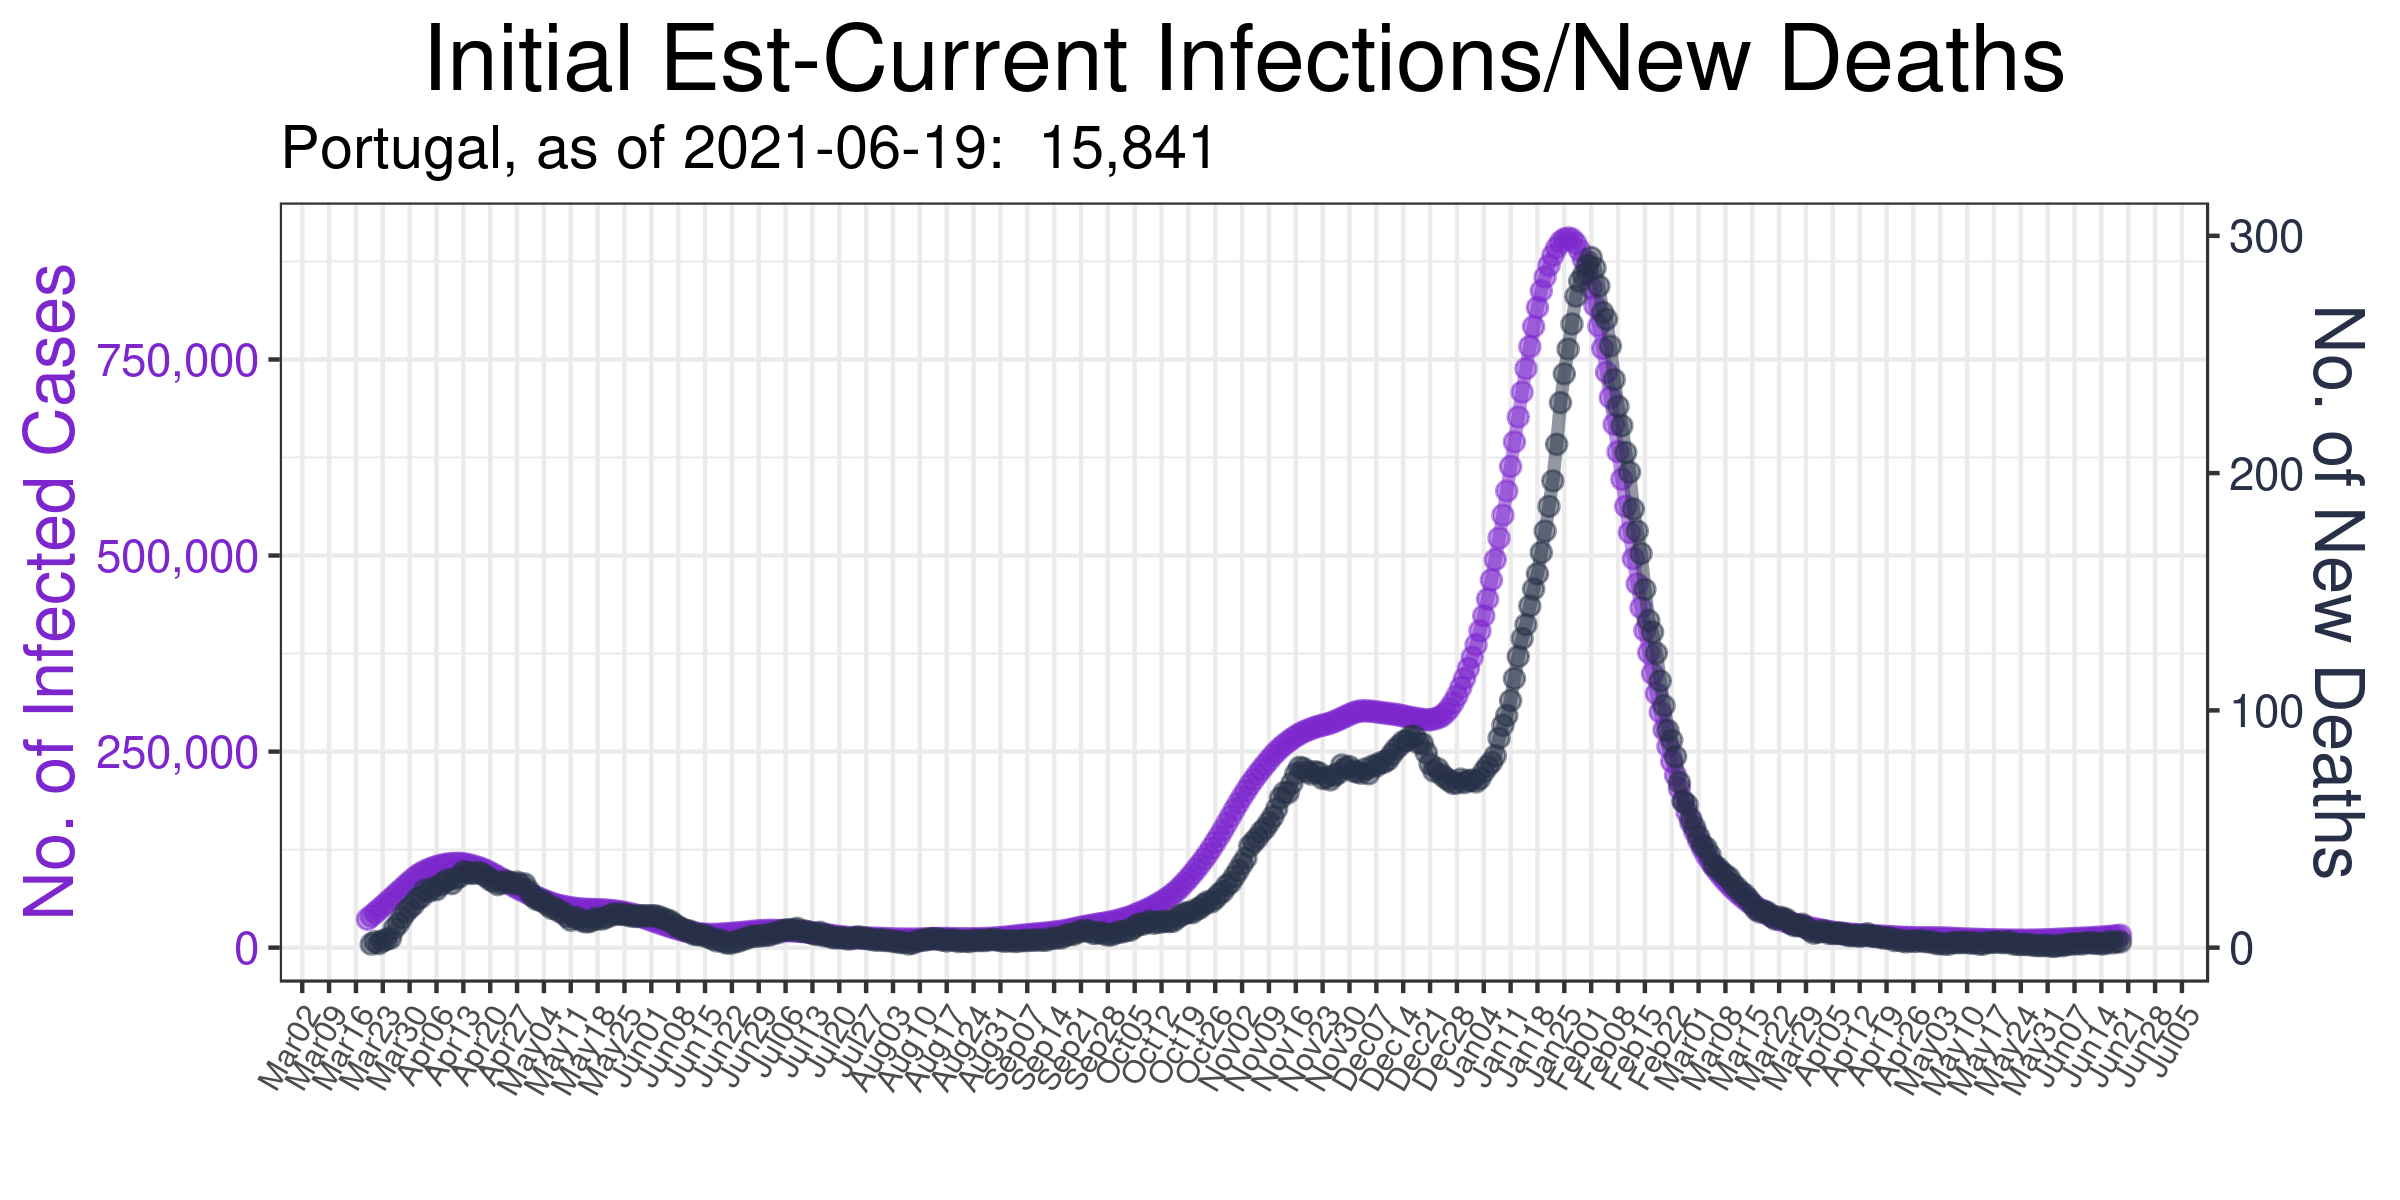 Initial Est-Current Infections/New Deaths
Portugal, as of 2021-06-19:  15,841
No. of Infected Cases
750,000
500,000
250,000
0
300
200
100
0
No. of New Deaths
Mar02
Mar09
Mar16
Mar23
Mar30
Apr06
Apr13
Apr20
Apr27
May04
May11
May18
May25
Jun01
Jun08
Jun15
Jun22
Jun29
Jul06
Jul13
Jul20
Jul27
Aug03
Aug10
Aug17
Aug24
Aug31
Sep07
Sep14
Sep21
Sep28
Oct05
Oct12
Oct19
Oct26
Nov02
Nov09
Nov16
Nov23
Nov30
Dec07
Dec14
Dec21
Dec28
Jan04
Jan11
Jan18
Jan25
Feb01
Feb08
Feb15
Feb22
Mar01
Mar08
Mar15
Mar22
Mar29
Apr05
Apr12
Apr19
Apr26
May03
May10
May17
May24
May31
Jun07
Jun14
Jun21
Jun28
Jul05